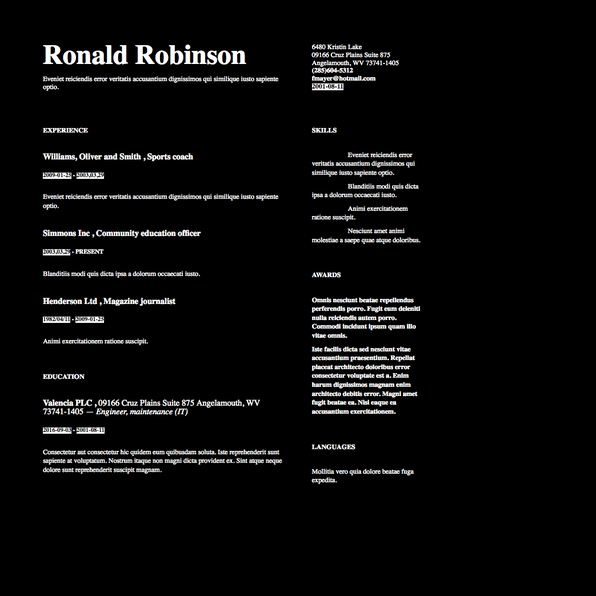 Ronald Robinson
Eveniet reiciendis error veritatis accusantium dignissimos qui similique iusto sapiente
optio.
6480 Kristin Lake
09166 Cruz Plains Suite 875
Angelamouth, WV 73741-1405
(285)604-5312
fmayer@hotmail.com
2001-08-11
EXPERIENCE
Williams, Oliver and Smith , Sports coach
2009-01-25 - 2003.03.29
Eveniet reiciendis error veritatis accusantium dignissimos qui similique iusto sapiente
optio.
Simmons Inc , Community education officer
2003.03.29 - PRESENT
Blanditiis modi quis dicta ipsa a dolorum occaecati iusto.
Henderson Ltd , Magazine journalist
1982/04/11 - 2009-01-25
Animi exercitationem ratione suscipit.
EDUCATION
Valencia PLC , 09166 Cruz Plains Suite 875 Angelamouth, WV
73741-1405 — Engineer, maintenance (IT)
2016-09-03 - 2001-08-11
Consectetur aut consectetur hic quidem eum quibusdam soluta. Iste reprehenderit sunt
sapiente at voluptatum. Nostrum itaque non magni dicta provident ex. Sint atque neque
dolore sunt reprehenderit suscipit magnam.
SKILLS
Eveniet reiciendis error
veritatis accusantium dignissimos qui
similique iusto sapiente optio.
Blanditiis modi quis dicta
ipsa a dolorum occaecati iusto.
Animi exercitationem
ratione suscipit.
Nesciunt amet animi
molestiae a saepe quae atque doloribus.
AWARDS
Omnis nesciunt beatae repellendus
perferendis porro. Fugit eum deleniti
nulla reiciendis autem porro.
Commodi incidunt ipsum quam illo
vitae omnis.
Iste facilis dicta sed nesciunt vitae
accusantium praesentium. Repellat
placeat architecto doloribus error
consectetur voluptate est a. Enim
harum dignissimos magnam enim
architecto debitis error. Magni amet
fugit beatae ea. Nisi eaque ea
accusantium exercitationem.
LANGUAGES
Mollitia vero quia dolore beatae fuga
expedita.